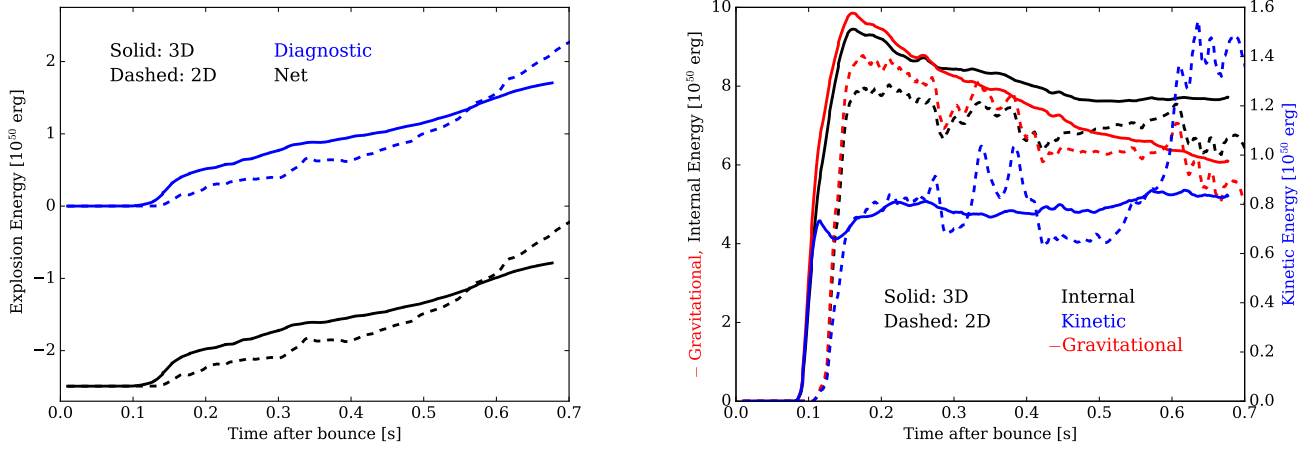 Explosion Energy [10^50 erg]
2
1
0
−1
−2
Solid: 3D
Dashed: 2D
Diagnostic
Net
0.0 0.1 0.2 0.3 0.4 0.5 0.6 0.7
Time after bounce [s]
− Gravitational, Internal Energy [10^50 erg]
10
8
6
4
2
0
Solid: 3D
Dashed: 2D
Internal
Kinetic
−Gravitational
0.0 0.1 0.2 0.3 0.4 0.5 0.6 0.7
Time after bounce [s]
1.6
1.4
1.2
1.0
0.8
0.6
0.4
0.2
0.0
Kinetic Energy [10^50 erg]